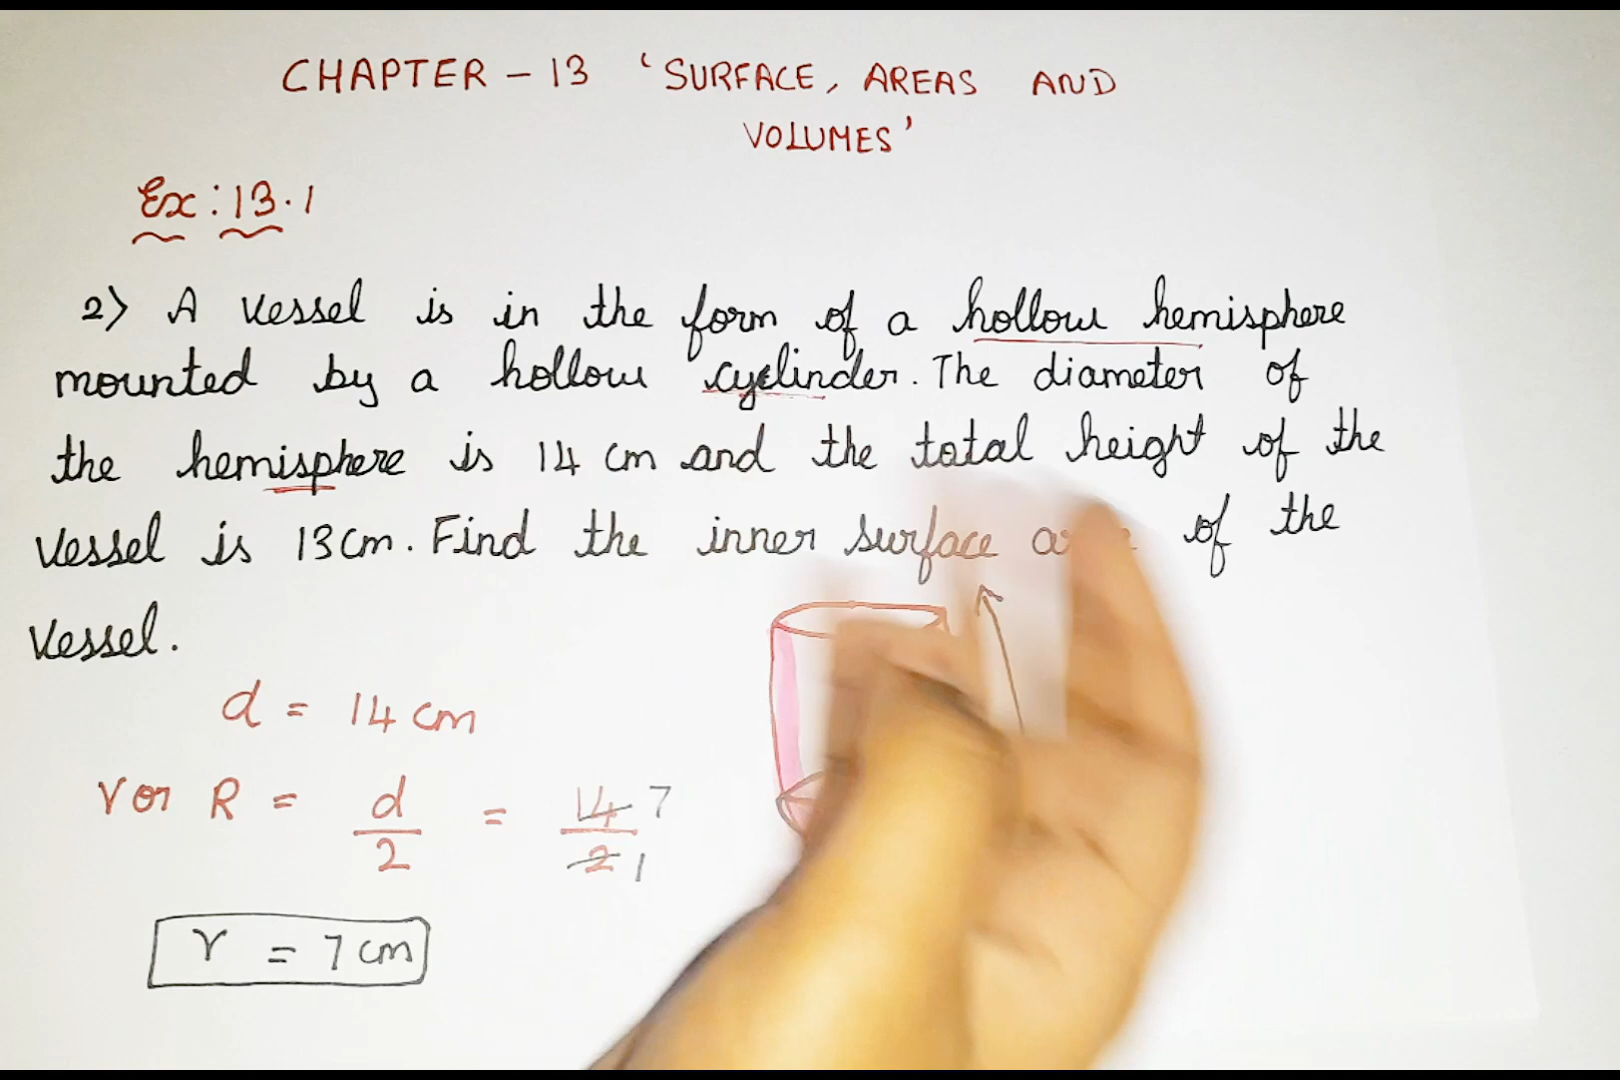 CHAPTER - 13 'SURFACE, AREAS AND
VOLUMES'
Ex: 13.1
2) A vessel is in the form of a hollow hemisphere
mounted by a hollow cyclinder. The diameter of
the hemisphere is 14 cm and the total height of the
vessel is 13cm. Find the inner surface of the
vessel.
d = 14 cm
r or R = d/2 = 14/2 7 1
r = 7 cm